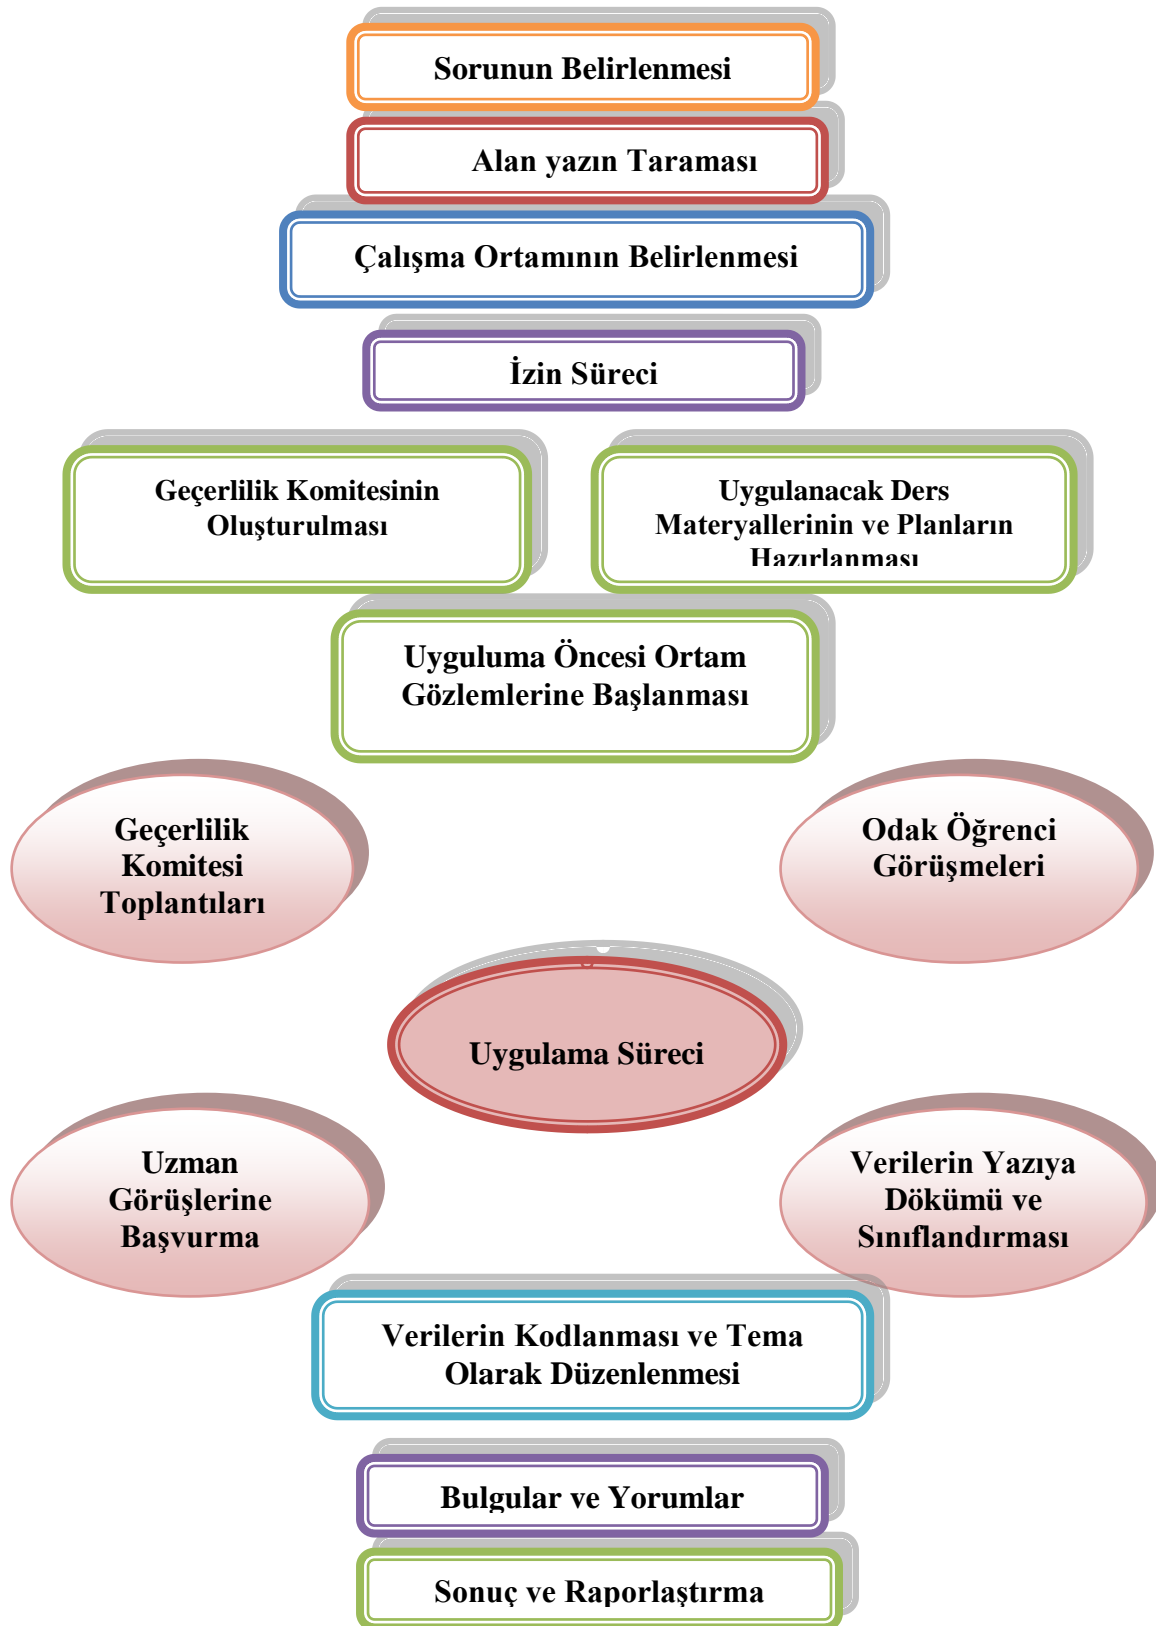 Sorunun Belirlenmesi
Alan yazın Taraması
Çalışma Ortamının Belirlenmesi
İzin Süreci
Geçerlilik Komitesinin
Oluşturulması
Uygulanacak Ders
Materyallerinin ve Planların
Hazırlanması
Uyguluma Öncesi Ortam
Gözlemlerine Başlanması
Geçerlilik
Komitesi
Toplantıları
Odak Öğrenci
Görüşmeleri
Uygulama Süreci
Uzman
Görüşlerine
Başvurma
Verilerin Yazıya
Dökümü ve
Sınıflandırması
Verilerin Kodlanması ve Tema
Olarak Düzenlenmesi
Bulgular ve Yorumlar
Sonuç ve Raporlaştırma